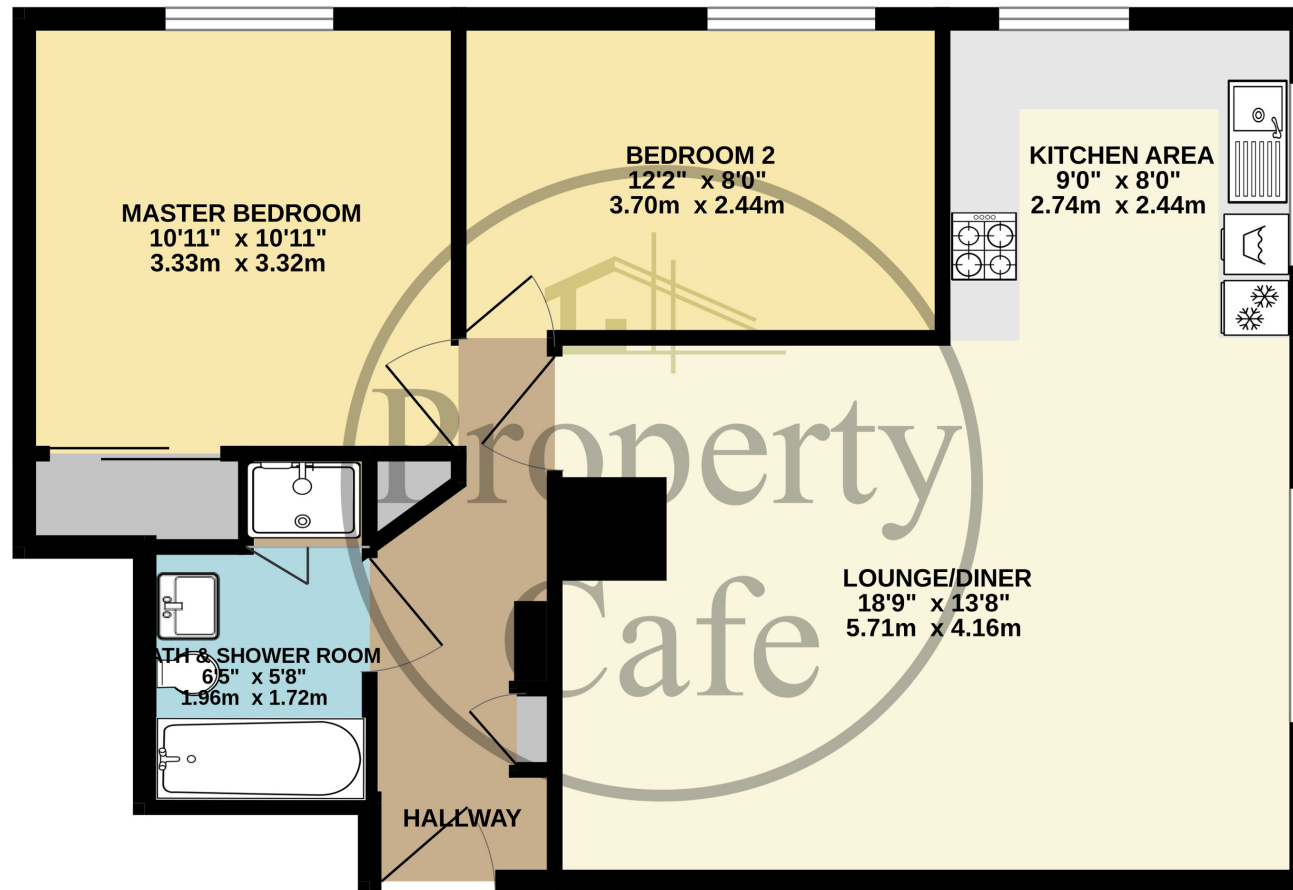 MASTER BEDROOM
10'11" x 10'11"
3.33m x 3.32m
BEDROOM 2
12'2" x 8'0"
3.70m x 2.44m
KITCHEN AREA
9'0" x 8'0"
2.74m x 2.44m
Property
Cafe
LOUNGE/DINER
18'9" x 13'8"
5.71m x 4.16m
ATH & SHOWER ROOM
6'5" x 5'8"
1.96m x 1.72m
HALLWAY